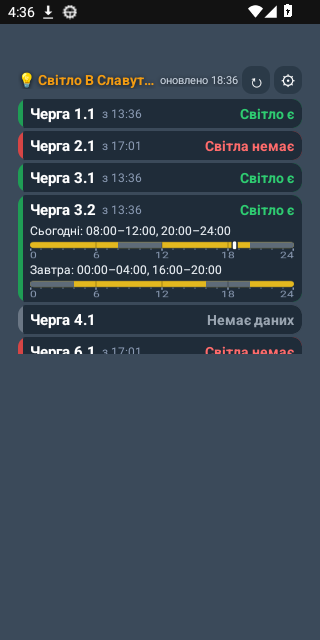 4:36
Світло В Славут… оновлено 18:36
Черга 1.1 з 13:36 Світло є
Черга 2.1 з 17:01 Світла немає
Черга 3.1 з 13:36 Світло є
Черга 3.2 з 13:36 Світло є
Сьогодні: 08:00–12:00, 20:00–24:00
0 6 12 18 24
Завтра: 00:00–04:00, 16:00–20:00
0 6 12 18 24
Черга 4.1 Немає даних
Черга 6.1 з 17:01 Світла немає